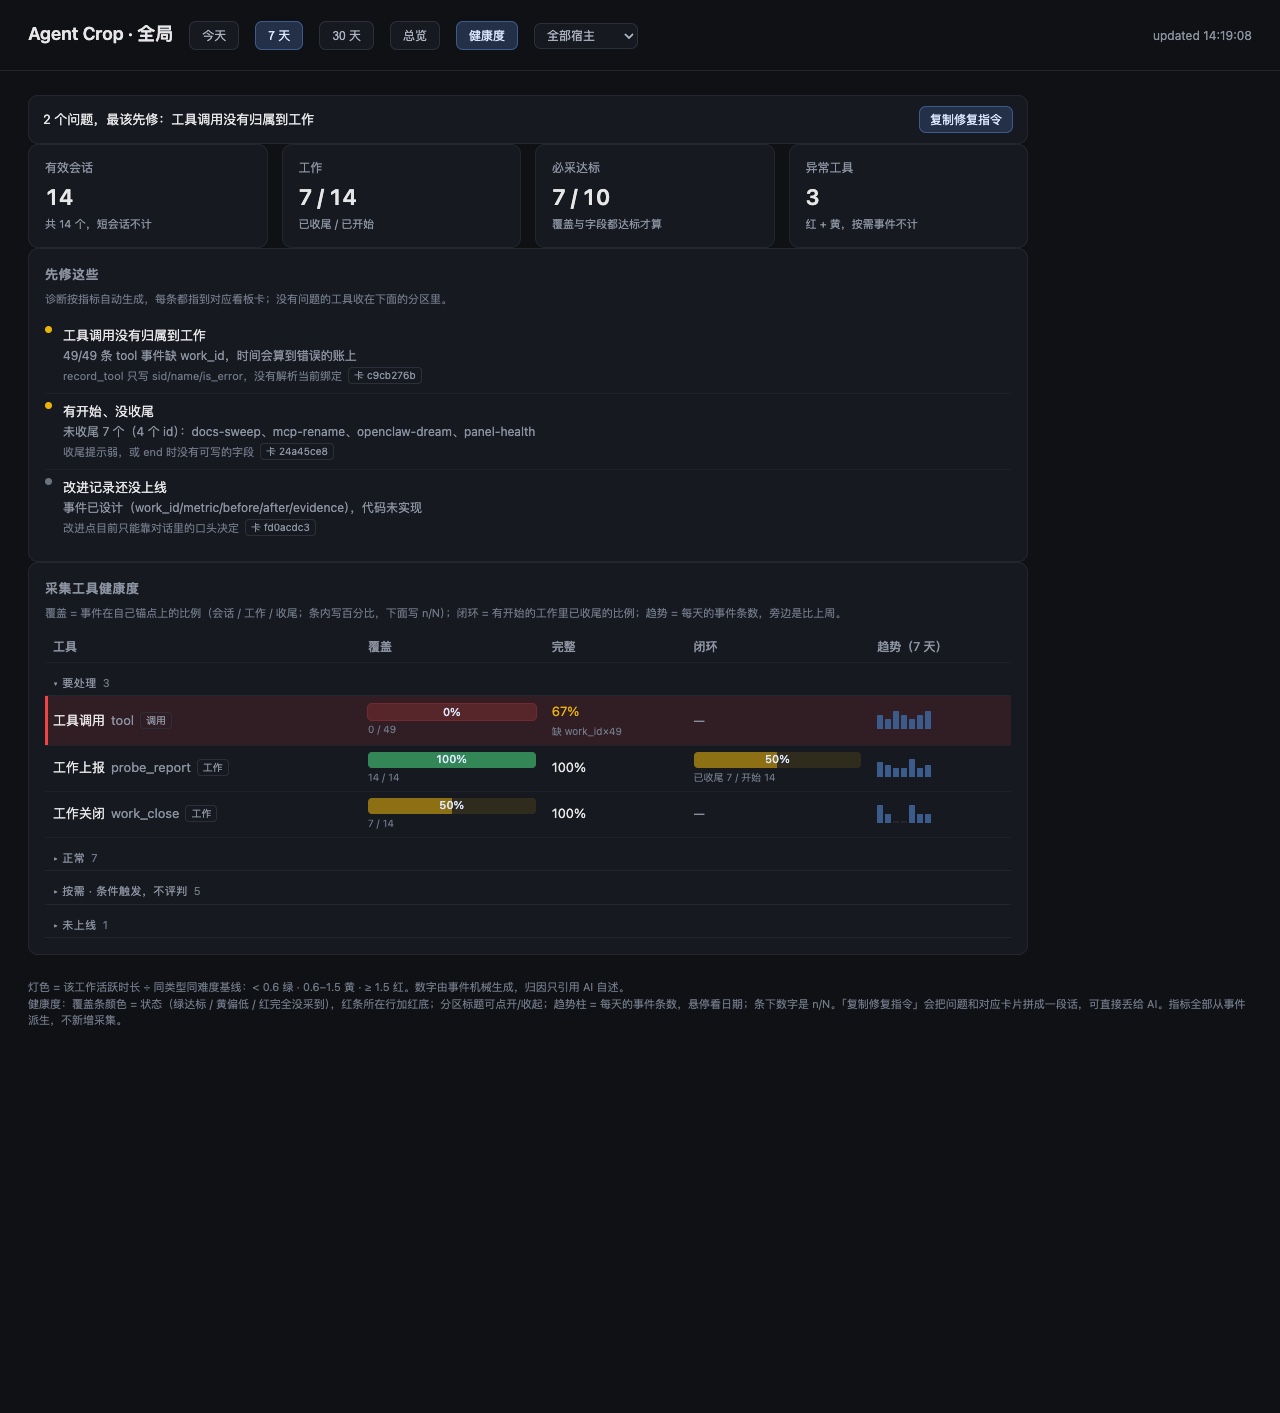 Agent Crop · 全局
今天
7 天
30 天
总览
健康度
全部宿主
updated 14:19:08
2 个问题，最该先修：工具调用没有归属到工作
复制修复指令
有效会话
14
共 14 个，短会话不计
工作
7 / 14
已收尾 / 已开始
必采达标
7 / 10
覆盖与字段都达标才算
异常工具
3
红 + 黄，按需事件不计
先修这些
诊断按指标自动生成，每条都指到对应看板卡；没有问题的工具收在下面的分区里。
工具调用没有归属到工作
49/49 条 tool 事件缺 work_id，时间会算到错误的账上
record_tool 只写 sid/name/is_error，没有解析当前绑定 卡 c9cb276b
有开始、没收尾
未收尾 7 个（4 个 id）：docs-sweep、mcp-rename、openclaw-dream、panel-health
收尾提示弱，或 end 时没有可写的字段 卡 24a45ce8
改进记录还没上线
事件已设计（work_id/metric/before/after/evidence），代码未实现
改进点目前只能靠对话里的口头决定 卡 fd0acdc3
采集工具健康度
覆盖 = 事件在自己锚点上的比例（会话 / 工作 / 收尾；条内写百分比，下面写 n/N）；闭环 = 有开始的工作里已收尾的比例；趋势 = 每天的事件条数，旁边是比上周。
工具 覆盖 完整 闭环 趋势（7 天）
▾ 要处理 3
工具调用 tool 调用 0% 67% —
0 / 49 缺 work_id×49
工作上报 probe_report 工作 100% 100% 50%
14 / 14 已收尾 7 / 开始 14
工作关闭 work_close 工作 50% 100% —
7 / 14
▸ 正常 7
▸ 按需 · 条件触发，不评判 5
▸ 未上线 1
灯色 = 该工作活跃时长 ÷ 同类型同难度基线：< 0.6 绿 · 0.6–1.5 黄 · ≥ 1.5 红。数字由事件机械生成，归因只引用 AI 自述。
健康度：覆盖条颜色 = 状态（绿达标 / 黄偏低 / 红完全没采到），红条所在行加红底；分区标题可点开/收起；趋势柱 = 每天的事件条数，悬停看日期；条下数字是 n/N。「复制修复指令」会把问题和对应卡片拼成一段话，可直接丢给 AI。指标全部从事件
派生，不新增采集。